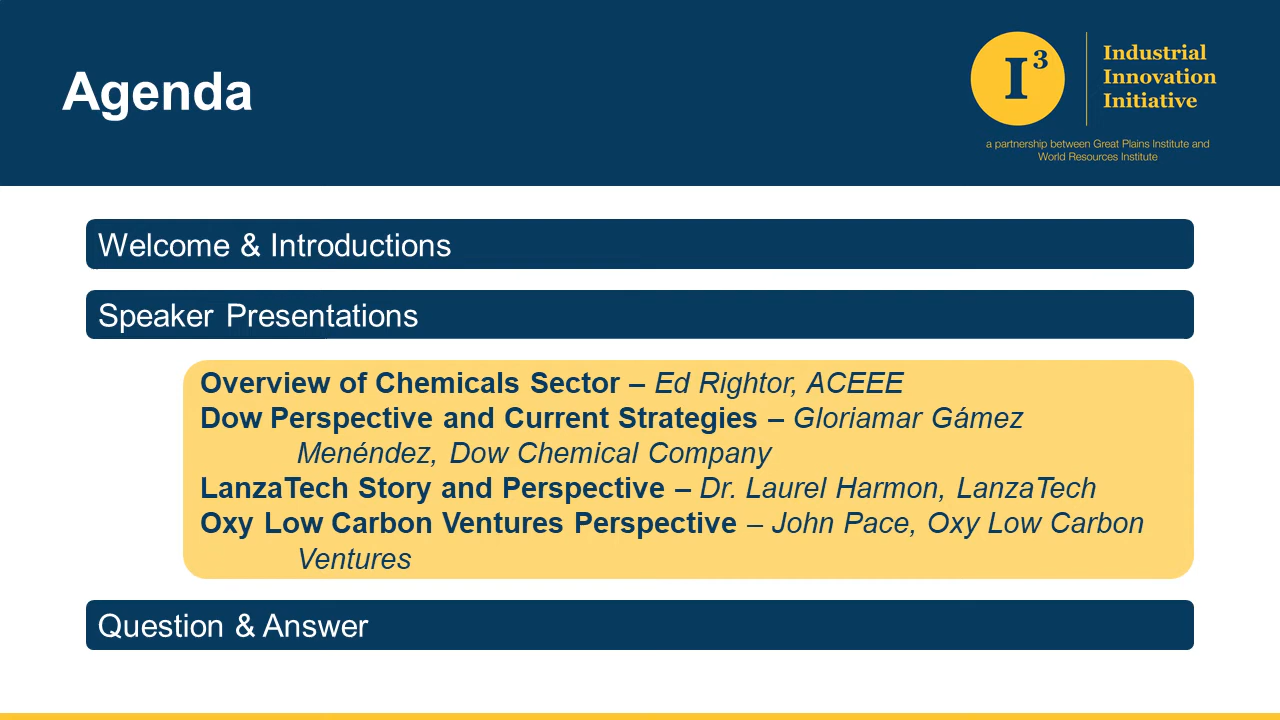 Agenda
I³
Industrial
Innovation
Initiative
a partnership between Great Plains Institute and
World Resources Institute
Welcome & Introductions
Speaker Presentations
Overview of Chemicals Sector – Ed Rightor, ACEEE
Dow Perspective and Current Strategies – Gloriamar Gámez
Menéndez, Dow Chemical Company
LanzaTech Story and Perspective – Dr. Laurel Harmon, LanzaTech
Oxy Low Carbon Ventures Perspective – John Pace, Oxy Low Carbon
Ventures
Question & Answer